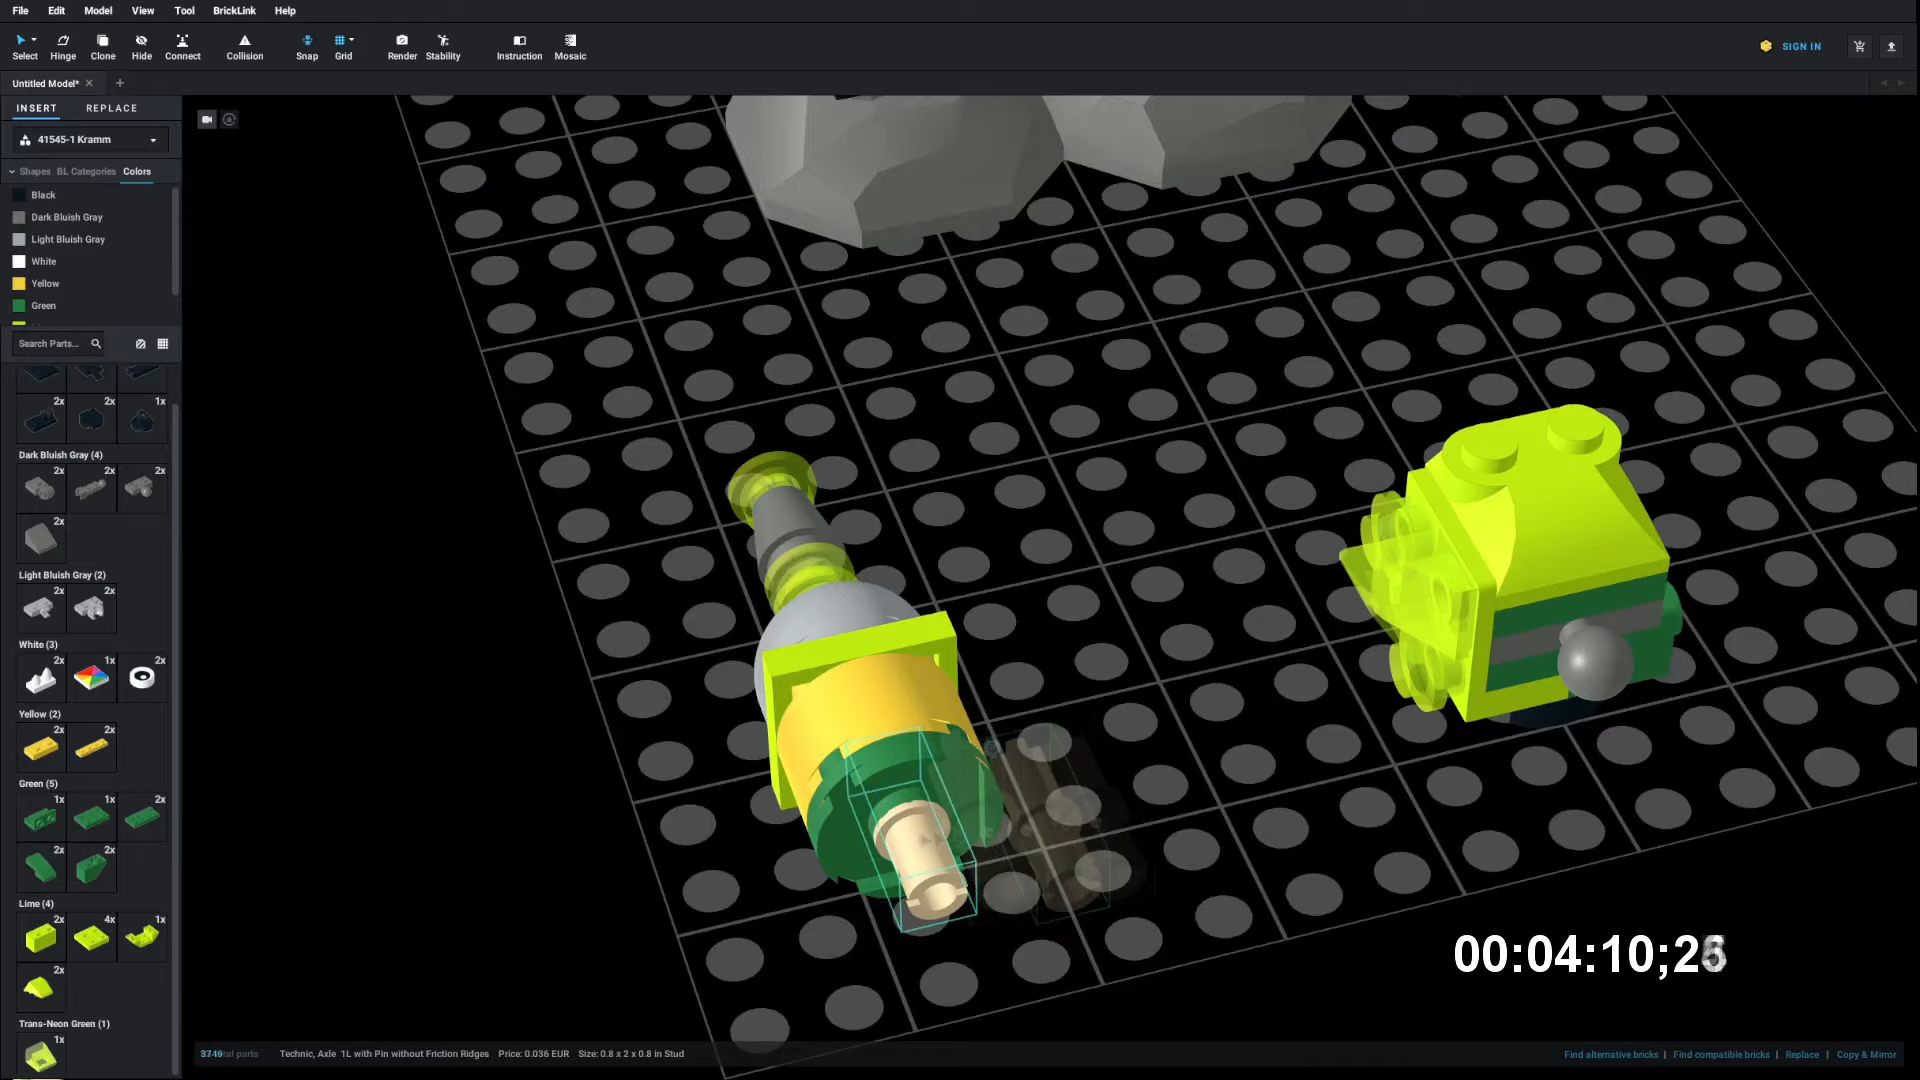 File Edit Model View Tool BrickLink Help
Select Hinge Clone Hide Connect Collision Snap Grid Render Stability Instruction Mosaic
SIGN IN
Untitled Model*
INSERT REPLACE
41545-1 Kramm
Shapes BL Categories Colors
Black
Dark Bluish Gray
Light Bluish Gray
White
Yellow
Green
Search Parts...
2x 2x 1x
Dark Bluish Gray (4)
2x 2x 2x
2x
Light Bluish Gray (2)
2x 2x
White (3)
2x 1x 2x
Yellow (2)
2x 2x
Green (5)
1x 1x 2x
2x 2x
Lime (4)
2x 4x 1x
2x
Trans-Neon Green (1)
1x
00:04:10;2
parts Technic, Axle 1L with Pin without Friction Ridges Price: 0.036 EUR Size: 0.8 x 2 x 0.8 in Stud
Find alternative bricks | Find compatible bricks | Replace | Copy & Mirror